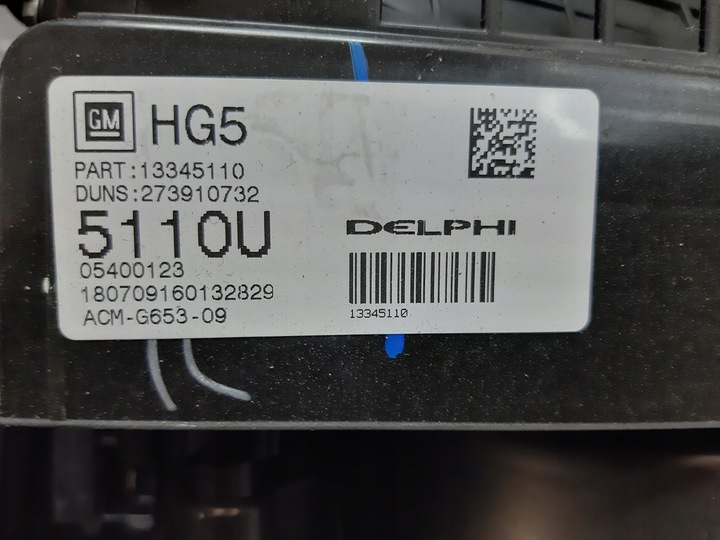 GM HG5
PART:13345110
DUNS:273910732
5110U
DELPHI
05400123
180709160132829
ACM-G653-09
13345110